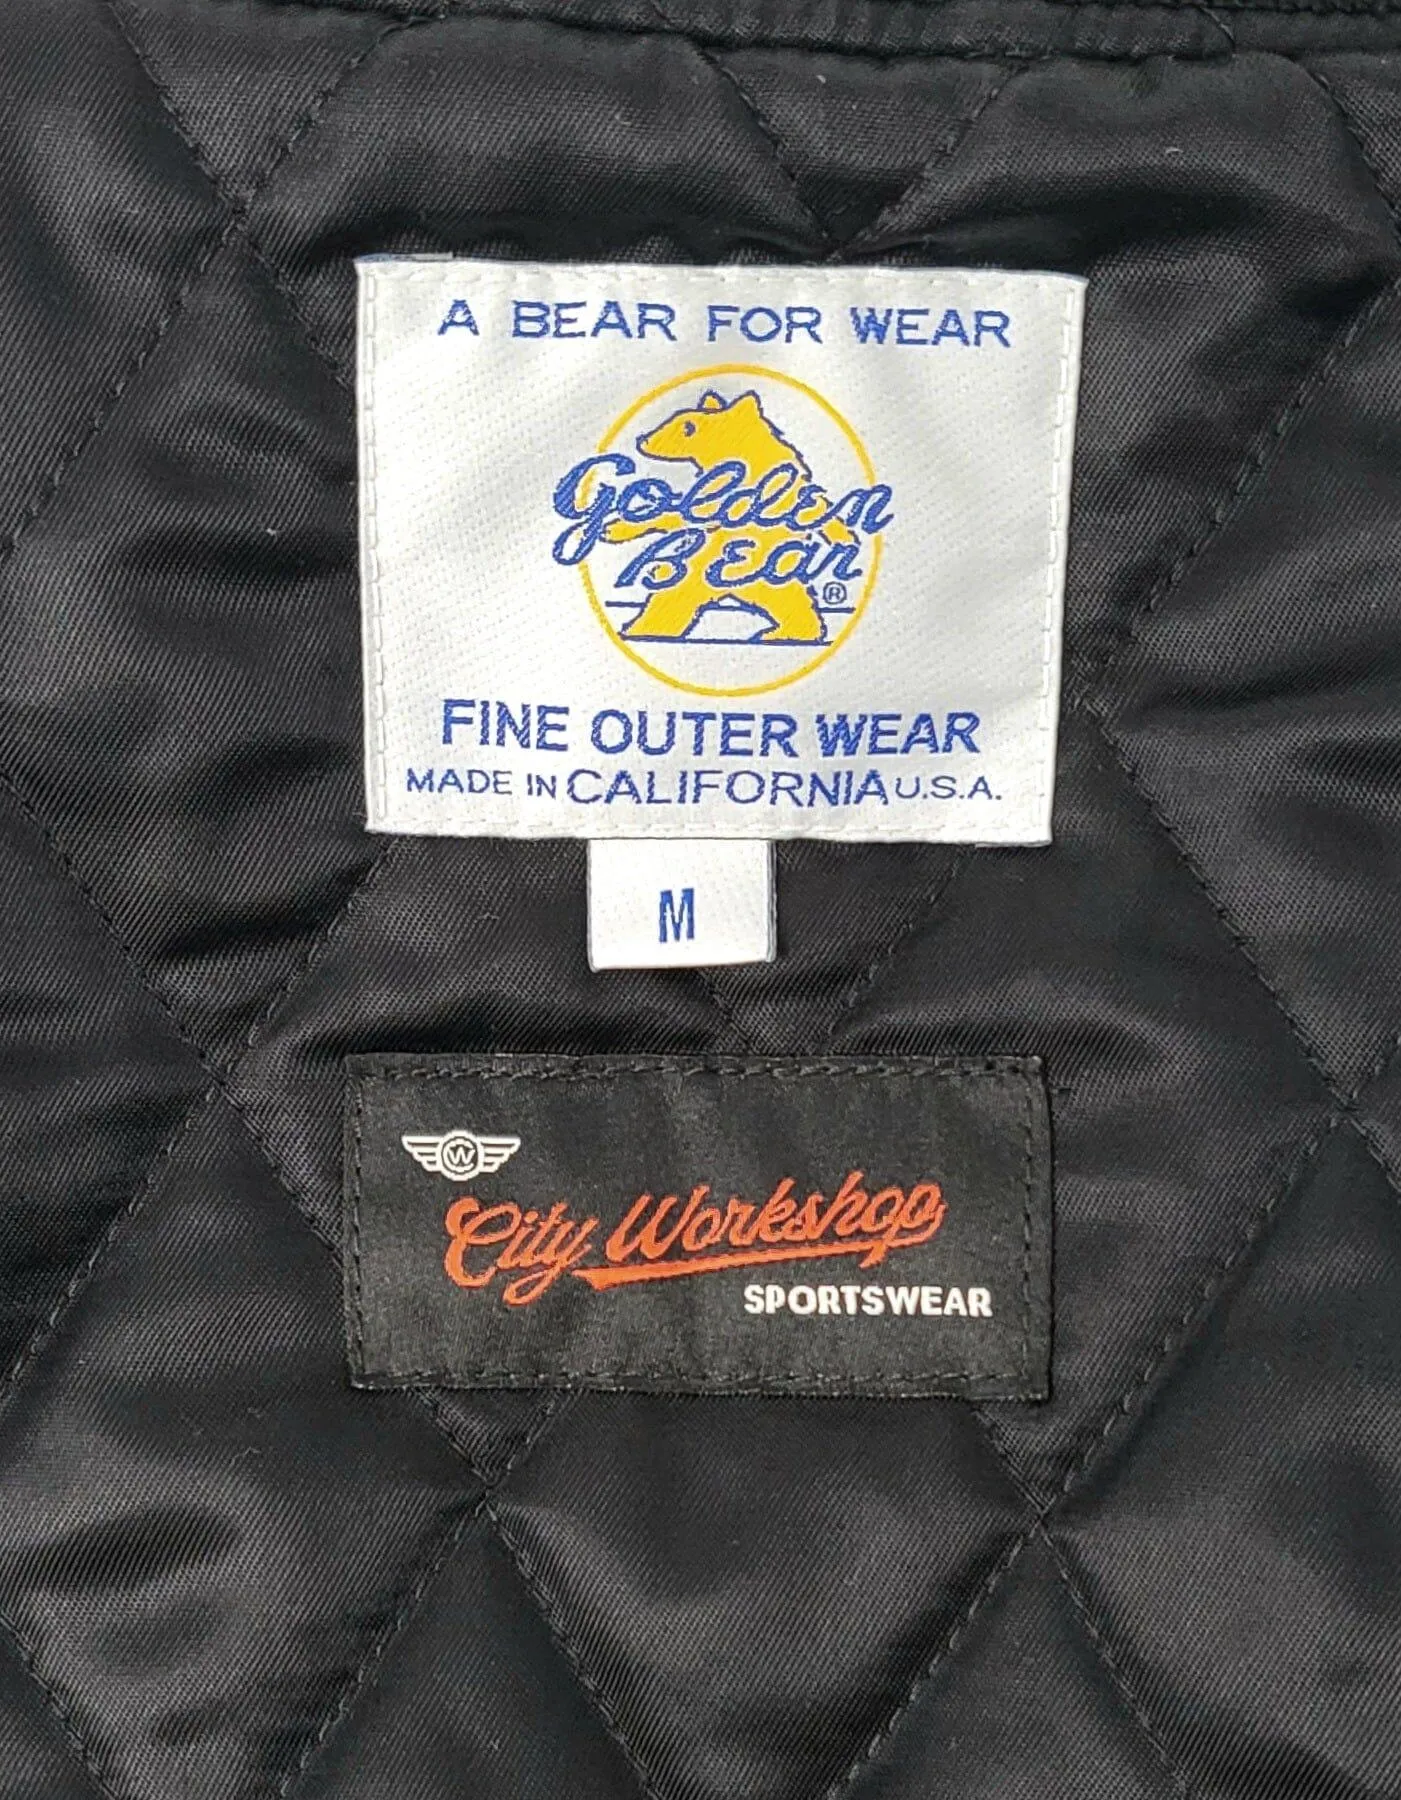 A BEAR FOR WEAR
Golden
Bear
®
FINE OUTER WEAR
MADE IN CALIFORNIA U.S.A.
M
CW
City Workshop
SPORTSWEAR